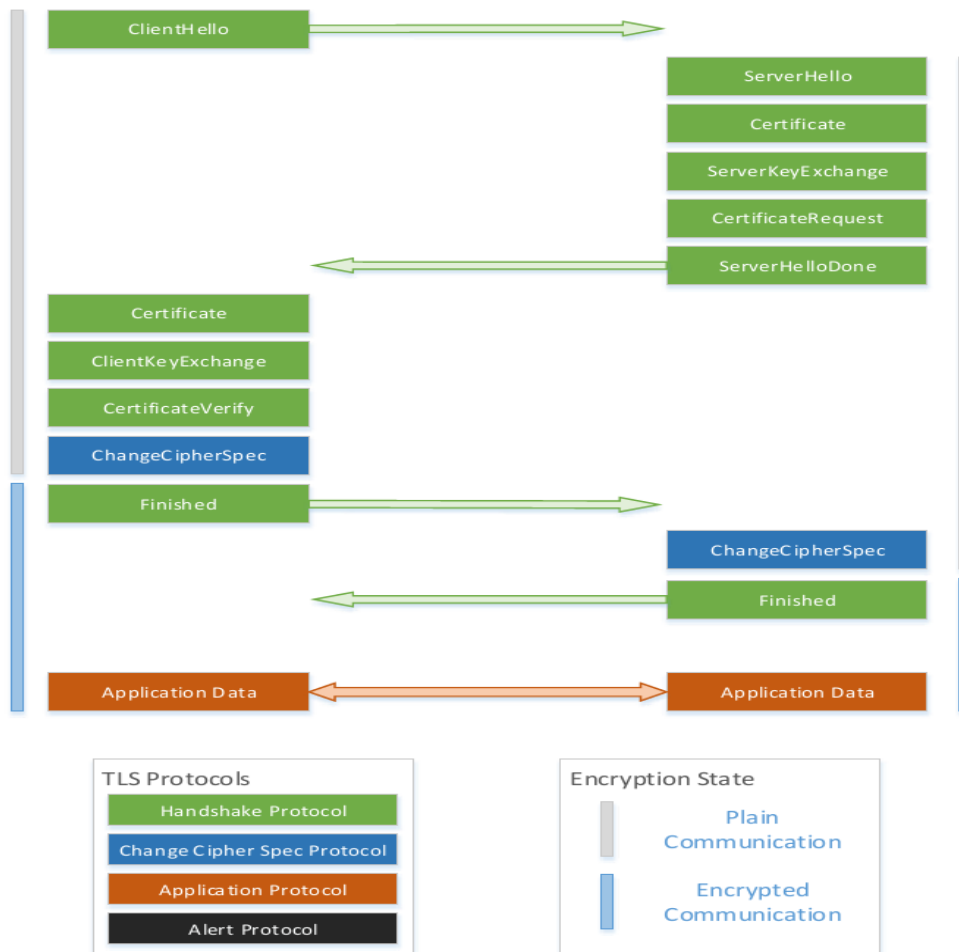 ClientHello
ServerHello
Certificate
ServerKeyExchange
CertificateRequest
ServerHelloDone
Certificate
ClientKeyExchange
CertificateVerify
ChangeCipherSpec
Finished
ChangeCipherSpec
Finished
Application Data
Application Data
TLS Protocols
Handshake Protocol
Change Cipher Spec Protocol
Application Protocol
Alert Protocol
Encryption State
Plain
Communication
Encrypted
Communication